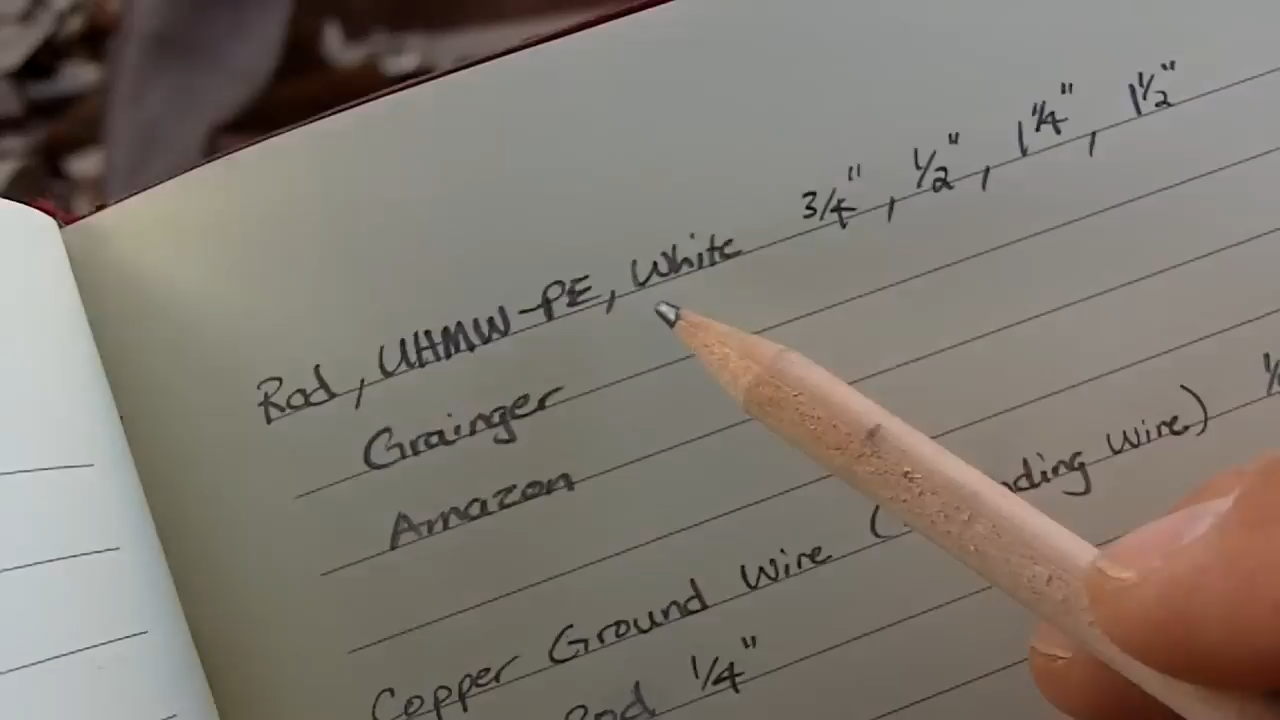 Rod, UHMW-PE, White 3/4", 1/2", 1 1/4", 1 1/2"
Grainger
Amazon
Copper Ground Wire ( wire)
Rod 1/4"